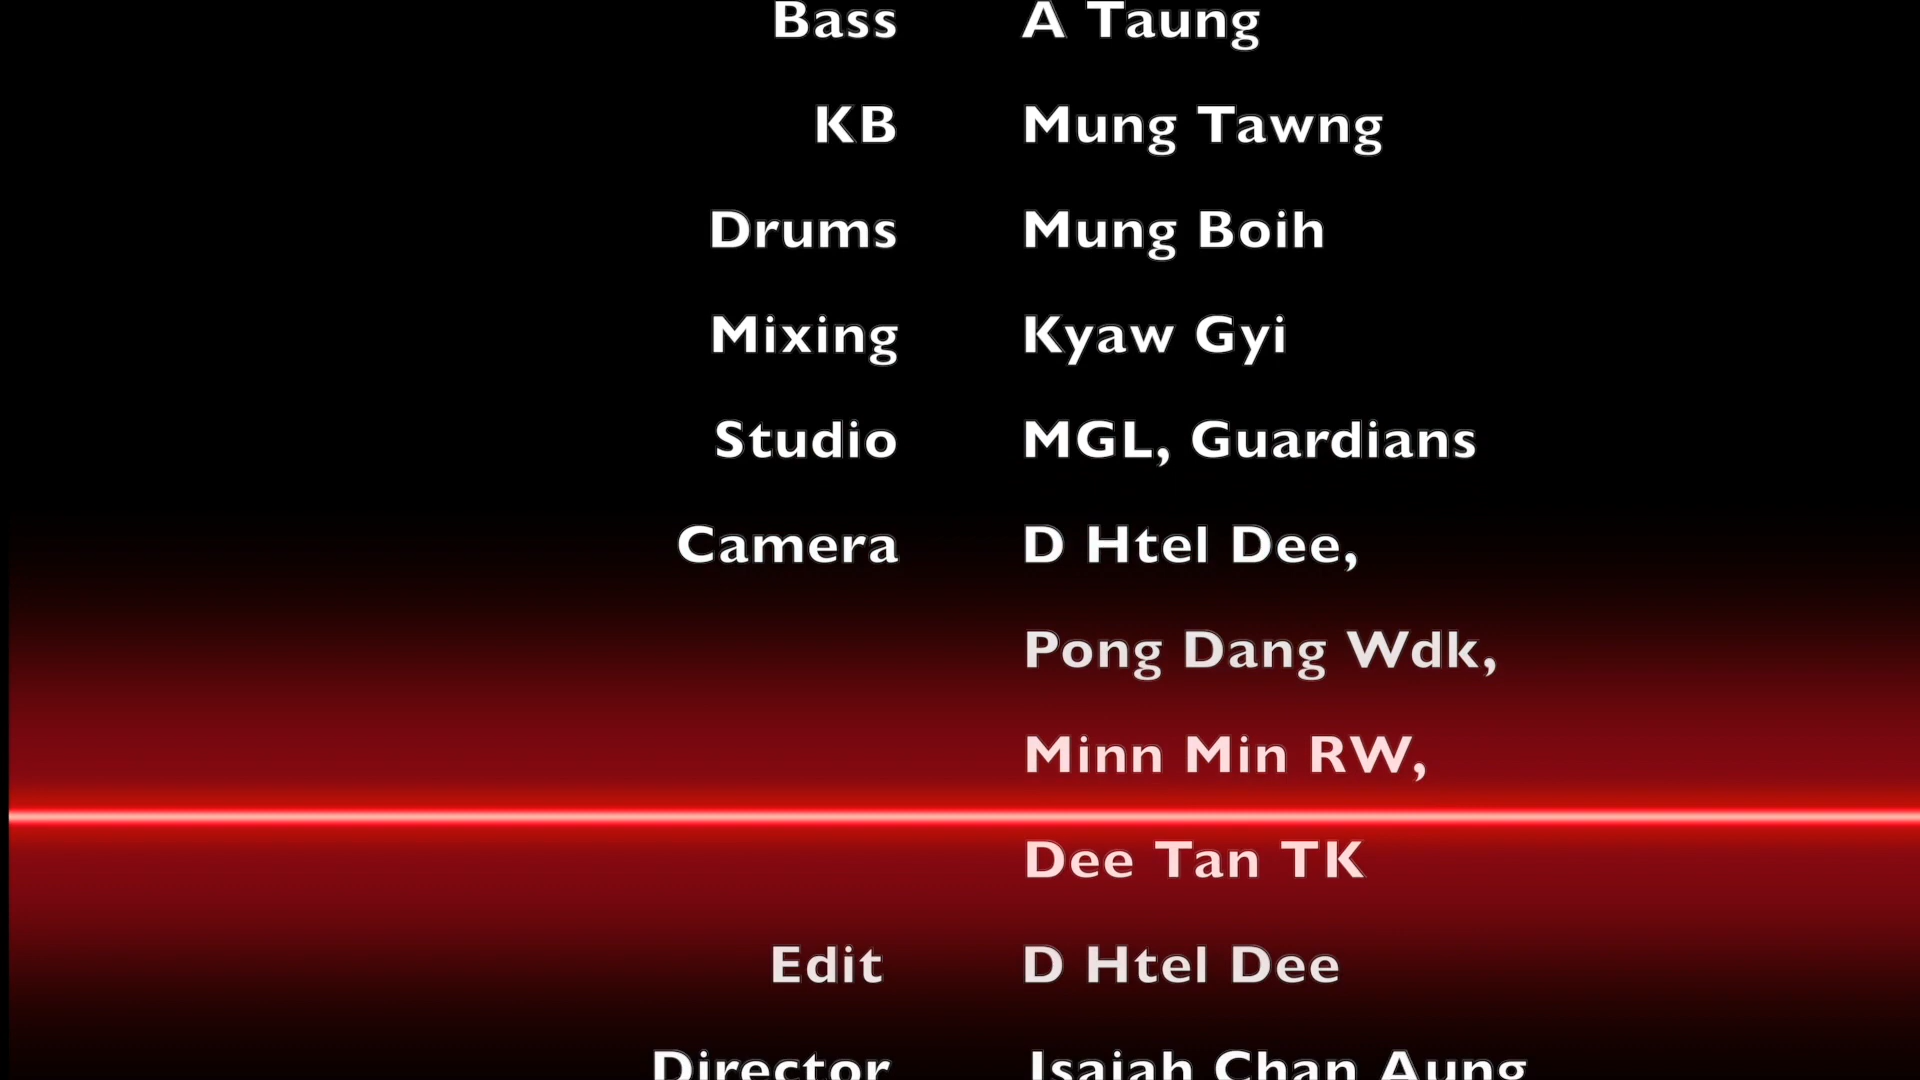 Bass A Taung
KB Mung Tawng
Drums Mung Boih
Mixing Kyaw Gyi
Studio MGL, Guardians
Camera D Htel Dee,
Pong Dang Wdk,
Minn Min RW,
Dee Tan TK
Edit D Htel Dee
Director Isaiah Chan Aung